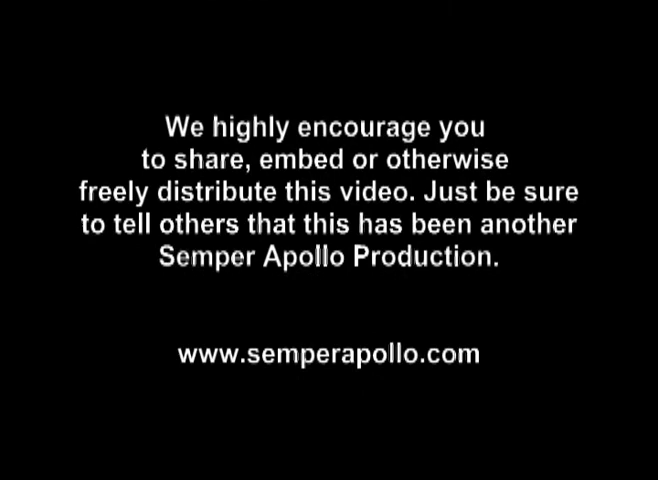 We highly encourage you
to share, embed or otherwise
freely distribute this video. Just be sure
to tell others that this has been another
Semper Apollo Production.
www.semperapollo.com